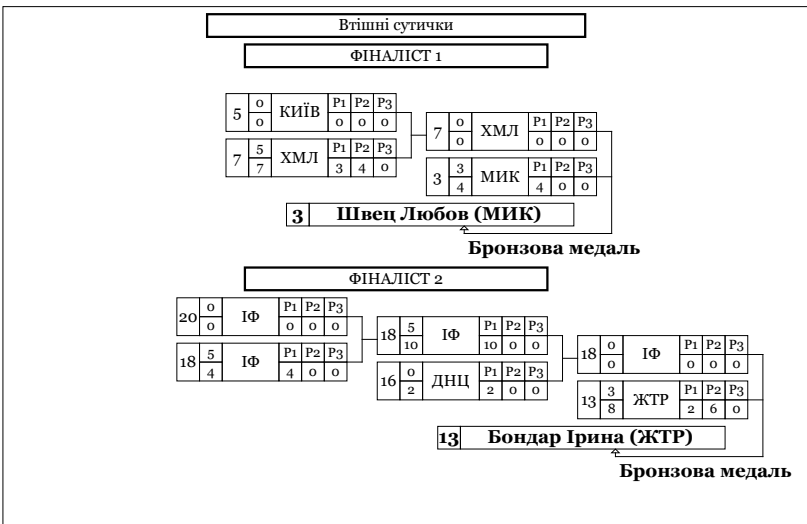 Втішні сутички
ФІНАЛІСТ 1
5 0 0 КИЇВ P1 P2 P3 0 0 0
7 5 7 ХМЛ P1 P2 P3 3 4 0
7 0 0 ХМЛ P1 P2 P3 0 0 0
3 3 4 МИК P1 P2 P3 4 0 0
3 Швец Любов (МИК)
Бронзова медаль
ФІНАЛІСТ 2
20 0 0 ІФ P1 P2 P3 0 0 0
18 5 4 ІФ P1 P2 P3 4 0 0
18 5 10 ІФ P1 P2 P3 10 0 0
16 0 2 ДНЦ P1 P2 P3 2 0 0
18 0 0 ІФ P1 P2 P3 0 0 0
13 3 8 ЖТР P1 P2 P3 2 6 0
13 Бондар Ірина (ЖТР)
Бронзова медаль